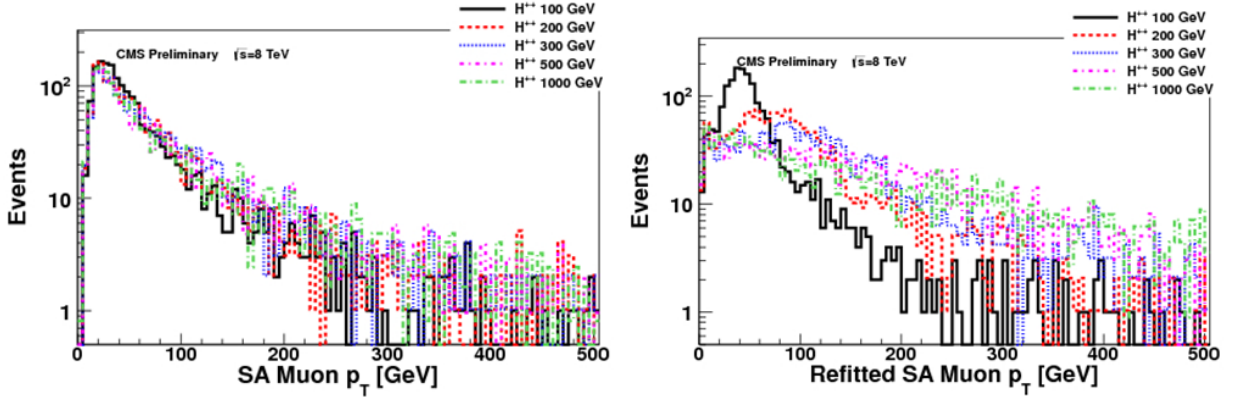 H++ 100 GeV
H++ 200 GeV
H++ 300 GeV
H++ 500 GeV
H++ 1000 GeV
CMS Preliminary √s=8 TeV
Events
10²
10
1
0 100 200 300 400 500
SA Muon p_T [GeV]
H++ 100 GeV
H++ 200 GeV
H++ 300 GeV
H++ 500 GeV
H++ 1000 GeV
CMS Preliminary √s=8 TeV
Events
10²
10
1
0 100 200 300 400 500
Refitted SA Muon p_T [GeV]